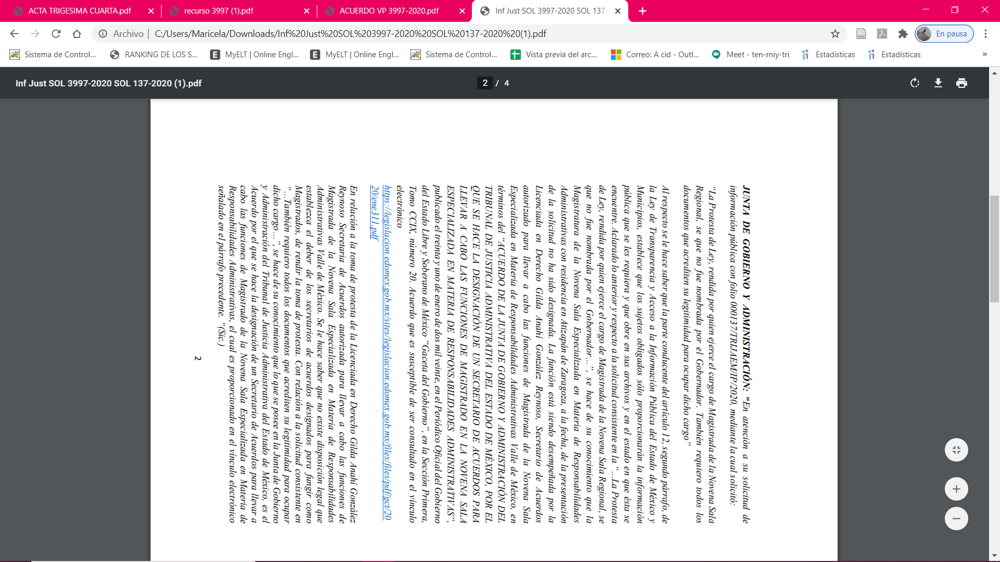 ACTA TRIGESIMA CUARTA.pdf
recurso 3997 (1).pdf
ACUERDO VP 3997-2020.pdf
Inf Just SOL 3997-2020 SOL 137-
Archivo
C:/Users/Maricela/Downloads/Inf%20Just%20SOL%203997-2020%20SOL%20137-2020%20(1).pdf
En pausa
Sistema de Control...
RANKING DE LOS S...
MyELT | Online Engl...
MyELT | Online Engl...
Sistema de Control...
Vista previa del arc...
Correo: A cid - Outl...
Meet - ten-rniy-tri
Estadísticas
Estadísticas
»
Inf Just SOL 3997-2020 SOL 137-2020 (1).pdf
2 / 4
JUNTA DE GOBIERNO Y ADMINISTRACIÓN: “En atención a su solicitud de
información pública con folio 000137/TRIJAEM/IP/2020, mediante la cual solicitó:
“La Protesta de Ley, rendida por quien ejerce el cargo de Magistrada de la Novena Sala
Regional, se que no fue nombrada por el Gobernador. También requiero todos los
documentos que acrediten su legitimidad para ocupar dicho cargo”
Al respecto se le hace saber que la parte conducente del artículo 12, segundo párrafo, de
la Ley de Transparencia y Acceso a la Información Pública del Estado de México y
Municipios, establece que los sujetos obligados sólo proporcionarán la información
pública que se les requiera y que obre en sus archivos y en el estado en que ésta se
encuentre. Aclarado lo anterior y respecto a la solicitud consistente en la “...La Protesta
de Ley, rendida por quien ejerce el cargo de Magistrada de la Novena Sala Regional, se
que no fue nombrada por el Gobernador...”, se hace de su conocimiento que la
Magistratura de la Novena Sala Especializada en Materia de Responsabilidades
Administrativas con residencia en Atizapán de Zaragoza, a la fecha, de la presentación
de la solicitud no ha sido designada. La función está siendo desempeñada por la
Licenciada en Derecho Gilda Anahí González Reynoso, Secretario de Acuerdos
autorizado para llevar a cabo las funciones de Magistrada de la Novena Sala
Especializada en Materia de Responsabilidades Administrativas Valle de México, en
términos del “ACUERDO DE LA JUNTA DE GOBIERNO Y ADMINISTRACIÓN DEL
TRIBUNAL DE JUSTICIA ADMINISTRATIVA DEL ESTADO DE MÉXICO, POR EL
QUE SE HACE LA DESIGNACIÓN DE UN SECRETARIO DE ACUERDOS PARA
LLEVAR A CABO LAS FUNCIONES DE MAGISTRADO EN LA NOVENA SALA
ESPECIALIZADA EN MATERIA DE RESPONSABILIDADES ADMINISTRATIVAS”,
publicado el treinta y uno de enero de dos mil veinte, en el Periódico Oficial del Gobierno
del Estado Libre y Soberano de México “Gaceta del Gobierno”, en la Sección Primera,
Tomo CCIX, número 20. Acuerdo que es susceptible de ser consultado en el vínculo
electrónico
https://legislacion.edomex.gob.mx/sites/legislacion.edomex.gob.mx/files/files/pdf/gct/20
20/ene311.pdf
En relación a la toma de protesta de la Licenciada en Derecho Gilda Anahí González
Reynoso Secretaria de Acuerdos autorizada para llevar a cabo las funciones de
Magistrada de la Novena Sala Especializada en Materia de Responsabilidades
Administrativas Valle de México. Se le hace saber que no existe disposición legal que
establezca el deber de los secretarios de acuerdos designados para fungir como
Magistrados, de rendir la toma de protesta. Con relación a la solicitud consistente en
“...También requiero todos los documentos que acrediten su legitimidad para ocupar
dicho cargo...”, se hace de su conocimiento que lo que se posee en la Junta de Gobierno
y Administración del Tribunal de Justicia Administrativa del Estado de México, es el
Acuerdo por el que se hace la designación de un Secretario de Acuerdos para llevar a
cabo las funciones de Magistrado de la Novena Sala Especializada en Materia de
Responsabilidades Administrativas, el cual es proporcionado en el vínculo electrónico
señalado en el párrafo precedente. “(Sic.)
2